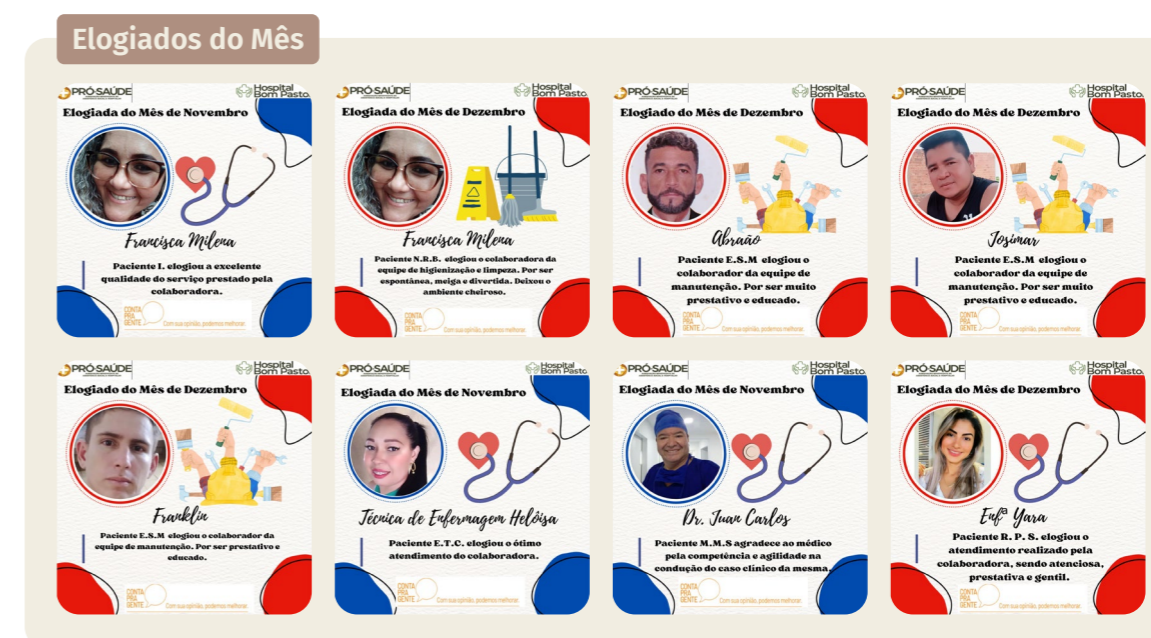 Elogiados do Mês
PRÓ-SAÚDE
Hospital
Bom Pasto
Elogiada do Mês de Novembro
Francisca Milena
Paciente I. elogiou a excelente
qualidade do serviço prestado pela
colaboradora.
CONTA
PRA
GENTE
Com sua opinião, podemos melhorar.
PRÓ-SAÚDE
Hospital
Bom Pasto
Elogiada do Mês de Dezembro
Francisca Milena
Paciente N.R.B. elogiou o colaboradora da
equipe de higienização e limpeza. Por ser
espontânea, meiga e divertida. Deixou o
ambiente cheiroso.
CONTA
PRA
GENTE
Com sua opinião, podemos melhorar.
PRÓ-SAÚDE
Hospital
Bom Pasto
Elogiado do Mês de Dezembro
Abraão
Paciente E.S.M elogiou o
colaborador da equipe de
manutenção. Por ser muito
prestativo e educado.
CONTA
PRA
GENTE
Com sua opinião, podemos melhorar.
PRÓ-SAÚDE
Hospital
Bom Pasto
Elogiado do Mês de Dezembro
Josimar
Paciente E.S.M elogiou o
colaborador da equipe de
manutenção. Por ser muito
prestativo e educado.
CONTA
PRA
GENTE
Com sua opinião, podemos melhorar.
PRÓ-SAÚDE
Hospital
Bom Pasto
Elogiado do Mês de Dezembro
Franklin
Paciente E.S.M elogiou o colaborador da
equipe de manutenção. Por ser prestativo e
educado.
CONTA
PRA
GENTE
Com sua opinião, podemos melhorar.
PRÓ-SAÚDE
Hospital
Bom Pasto
Elogiada do Mês de Novembro
Técnica de Enfermagem Helôisa
Paciente E.T.C. elogiou o ótimo
atendimento do colaboradora.
CONTA
PRA
GENTE
Com sua opinião, podemos melhorar.
PRÓ-SAÚDE
Hospital
Bom Pasto
Elogiada do Mês de Novembro
Dr. Juan Carlos
Paciente M.M.S agradece ao médico
pela competência e agilidade na
condução do caso clínico da mesma.
CONTA
PRA
GENTE
Com sua opinião, podemos melhorar.
PRÓ-SAÚDE
Hospital
Bom Pasto
Elogiada do Mês de Dezembro
Enfª Yara
Paciente R. P. S. elogiou o
atendimento realizado pela
colaboradora, sendo atenciosa,
prestativa e gentil.
CONTA
PRA
GENTE
Com sua opinião, podemos melhorar.